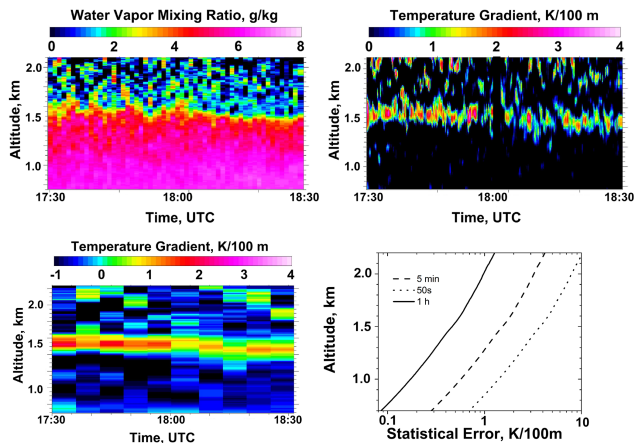 Water Vapor Mixing Ratio, g/kg
0 2 4 6 8
Altitude, km
2.0
1.5
1.0
17:30 18:00 18:30
Time, UTC
Temperature Gradient, K/100 m
0 1 2 3 4
Altitude, km
2.0
1.5
1.0
17:30 18:00 18:30
Time, UTC
Temperature Gradient, K/100 m
-1 0 1 2 3 4
Altitude, km
2.0
1.5
1.0
17:30 18:00 18:30
Time, UTC
5 min
50s
1 h
Altitude, km
2.0
1.5
1.0
0.1 1 10
Statistical Error, K/100m